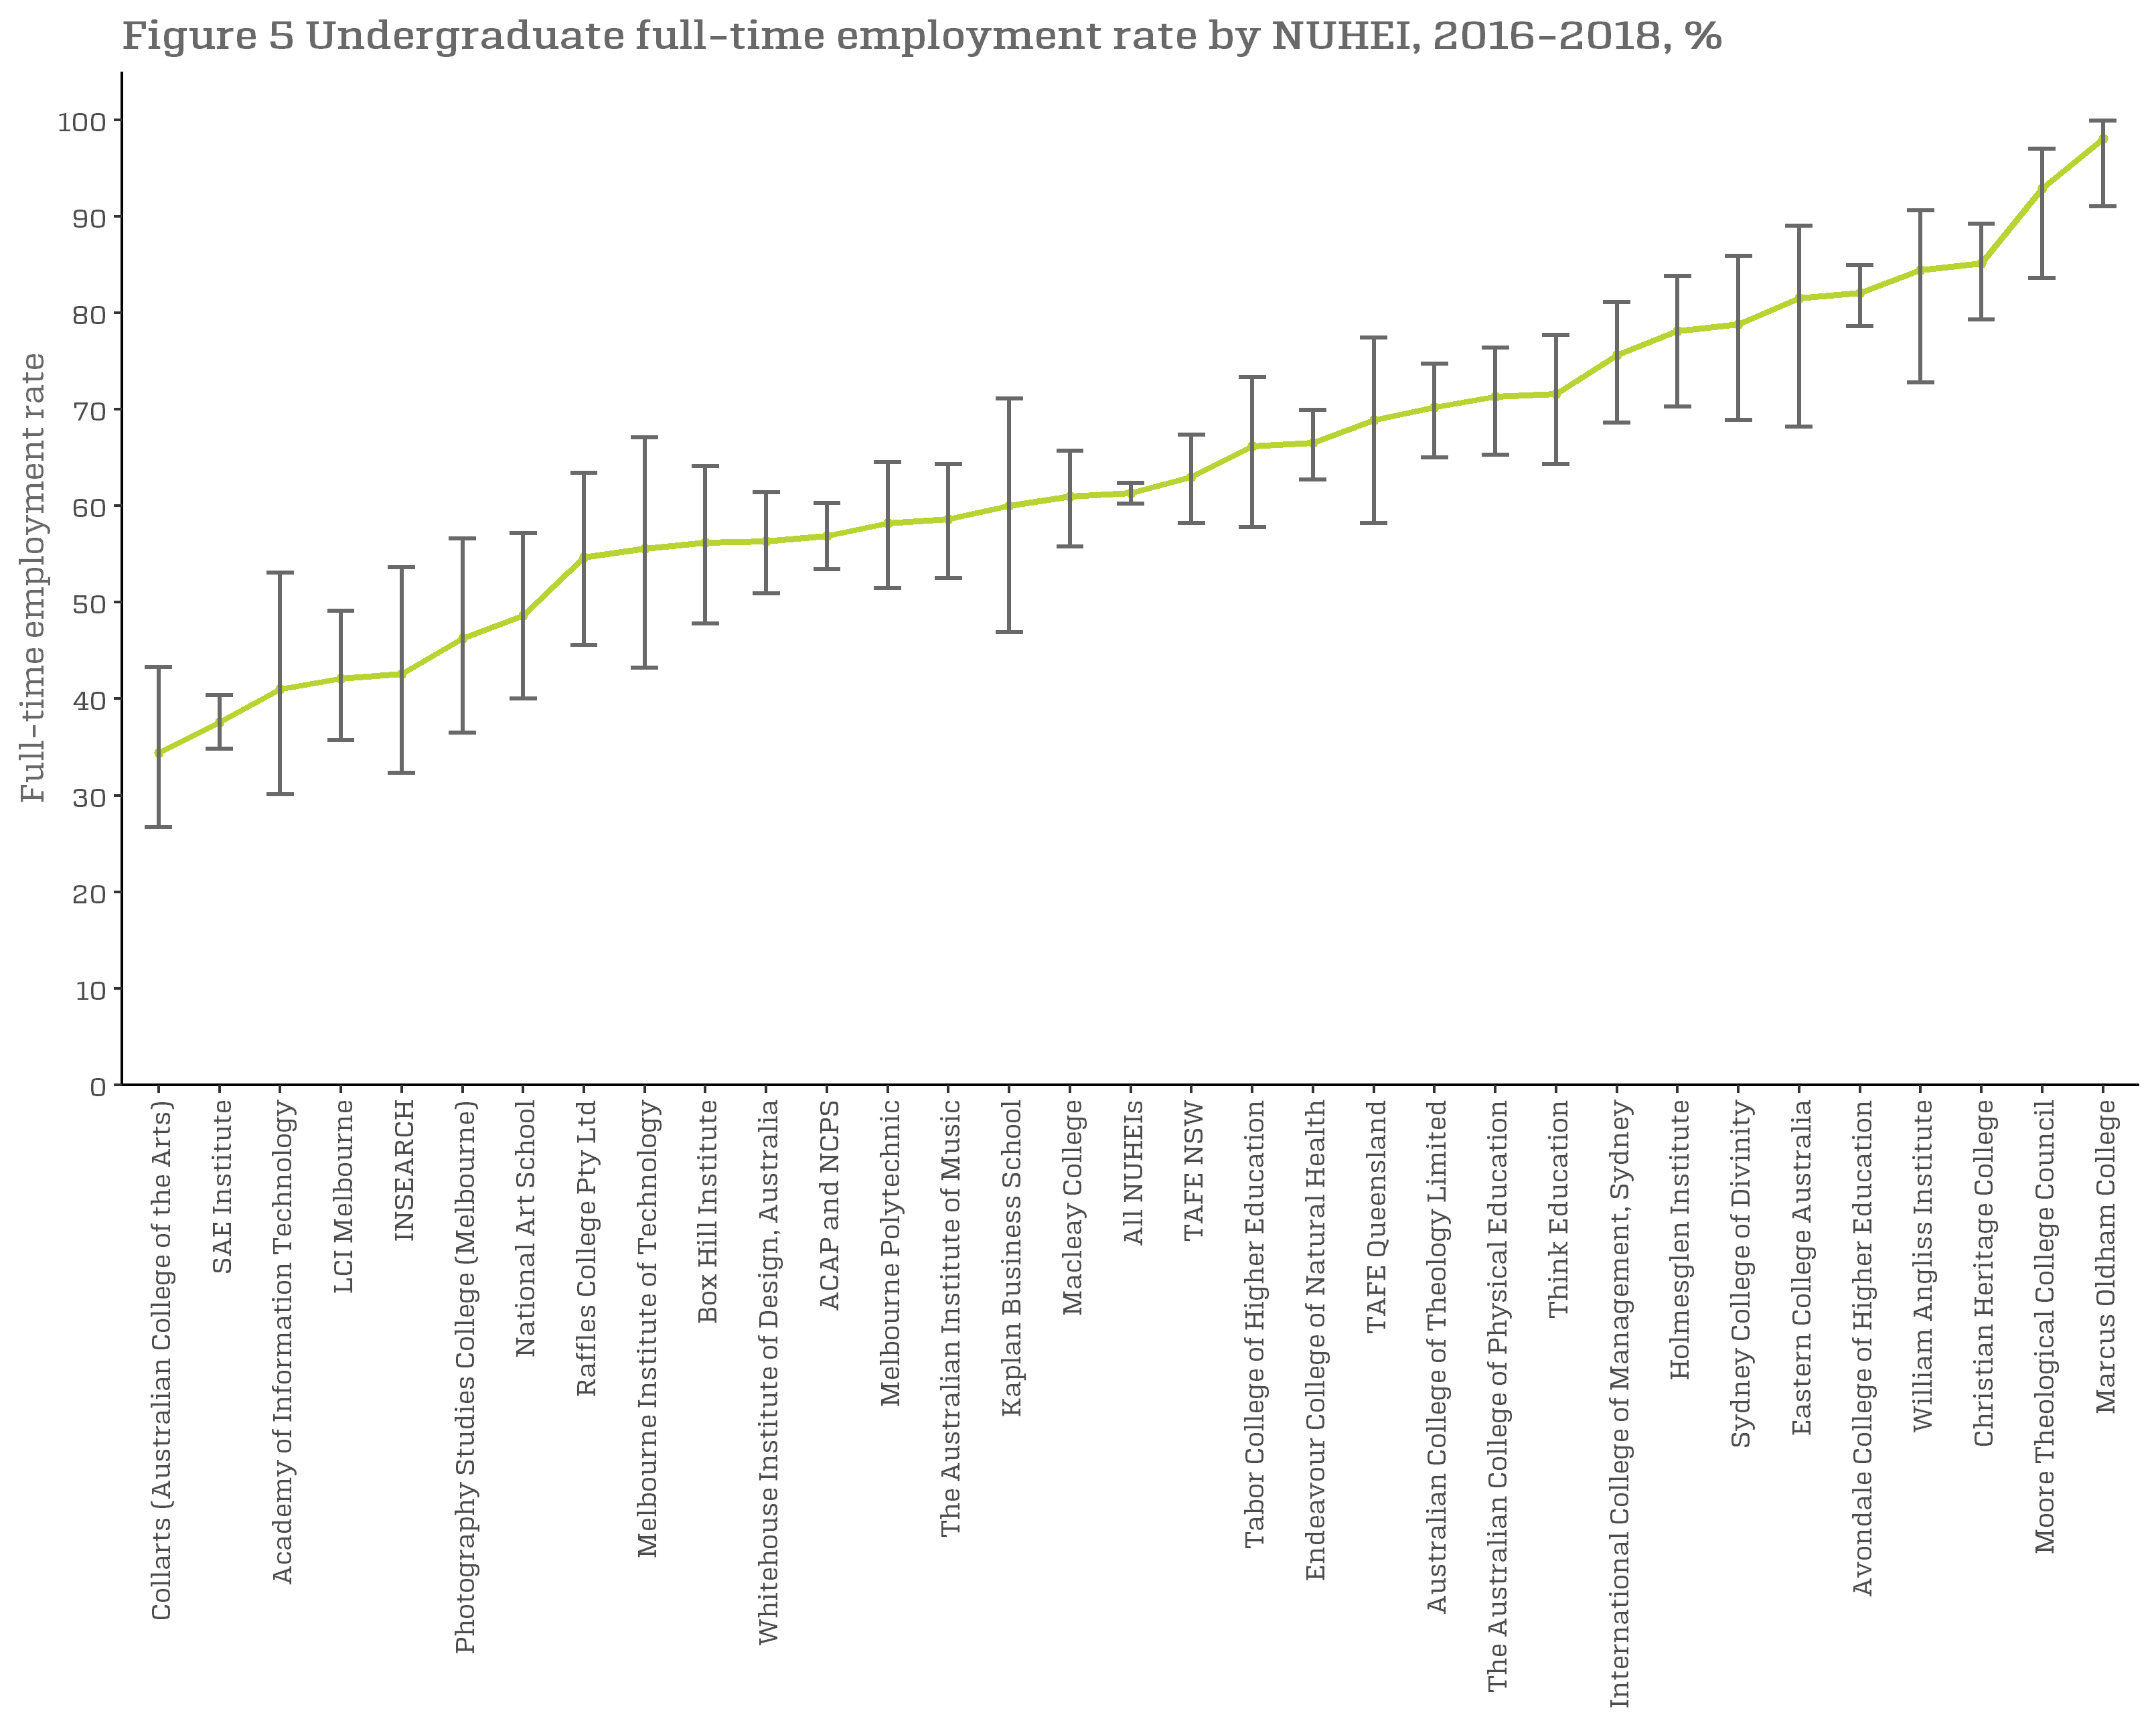 Figure 5 Undergraduate full-time employment rate by NUHEI, 2016-2018, %
Full-time employment rate
100
90
80
70
60
50
40
30
20
10
0
Collarts (Australian College of the Arts)
SAE Institute
Academy of Information Technology
LCI Melbourne
INSEARCH
Photography Studies College (Melbourne)
National Art School
Raffles College Pty Ltd
Melbourne Institute of Technology
Box Hill Institute
Whitehouse Institute of Design, Australia
ACAP and NCPS
Melbourne Polytechnic
The Australian Institute of Music
Kaplan Business School
Macleay College
All NUHEIs
TAFE NSW
Tabor College of Higher Education
Endeavour College of Natural Health
TAFE Queensland
Australian College of Theology Limited
The Australian College of Physical Education
Think Education
International College of Management, Sydney
Holmesglen Institute
Sydney College of Divinity
Eastern College Australia
Avondale College of Higher Education
William Angliss Institute
Christian Heritage College
Moore Theological College Council
Marcus Oldham College